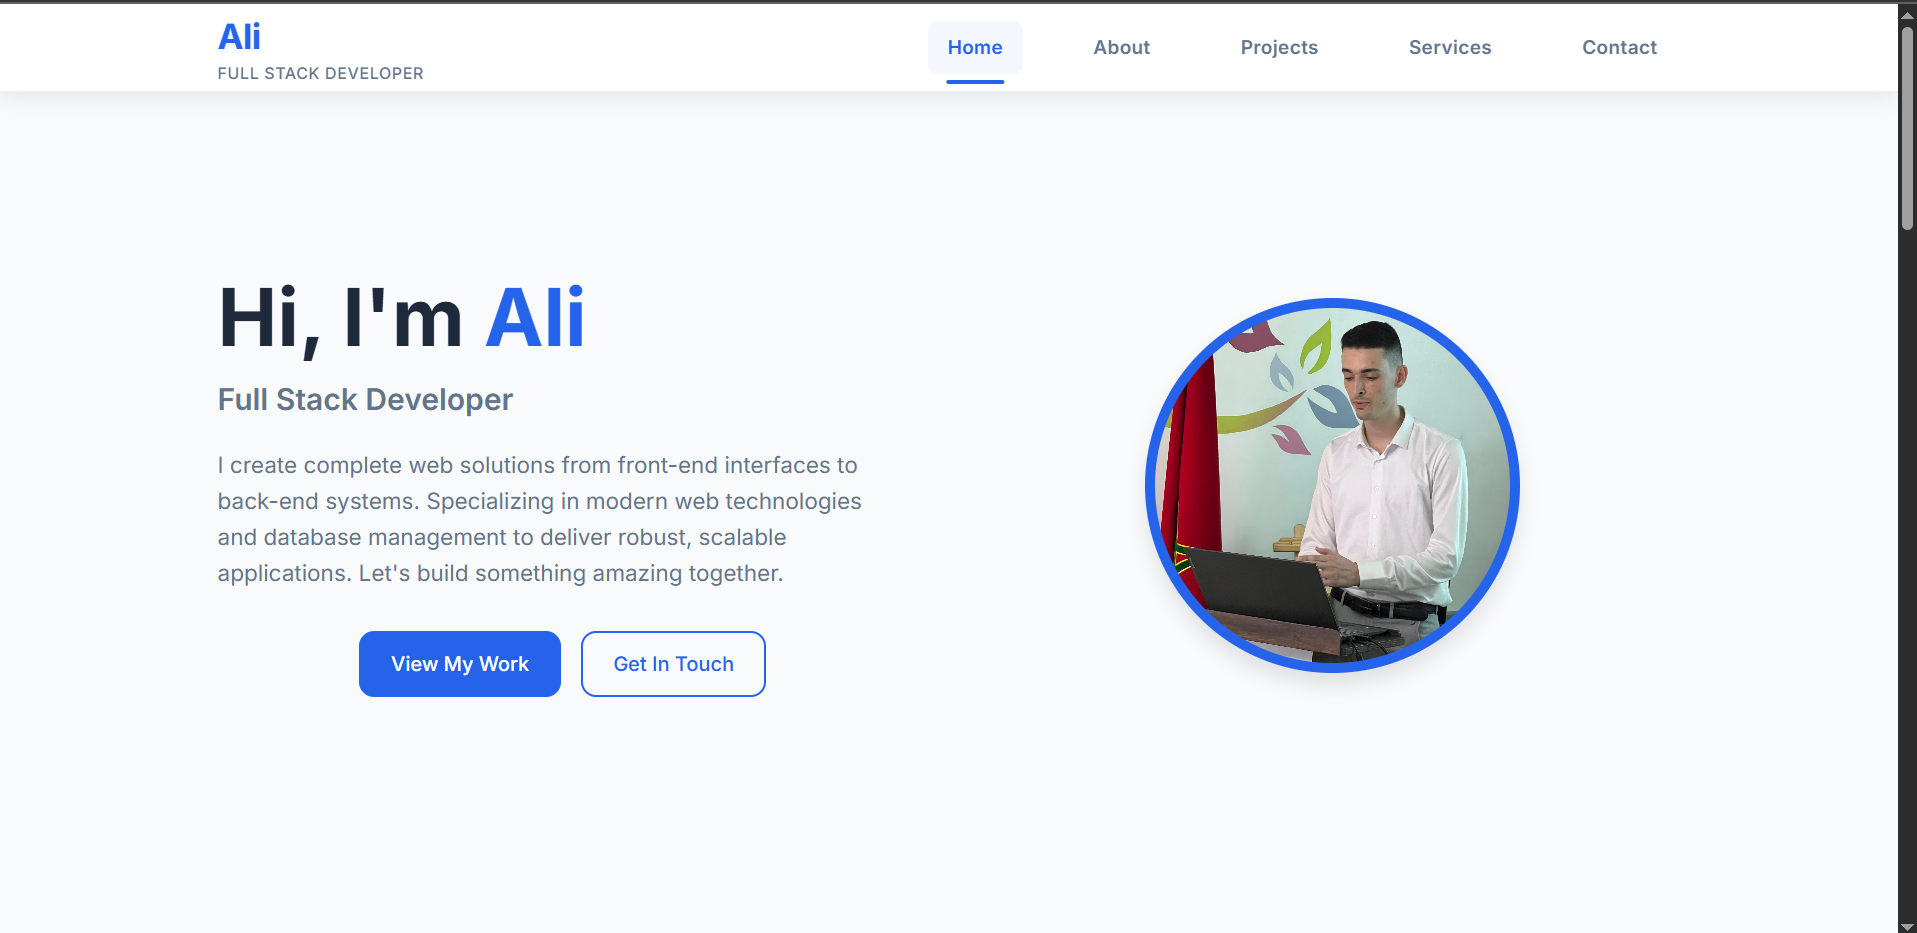 Ali
FULL STACK DEVELOPER
Home
About
Projects
Services
Contact
Hi, I'm Ali
Full Stack Developer
I create complete web solutions from front-end interfaces to
back-end systems. Specializing in modern web technologies
and database management to deliver robust, scalable
applications. Let's build something amazing together.
View My Work
Get In Touch